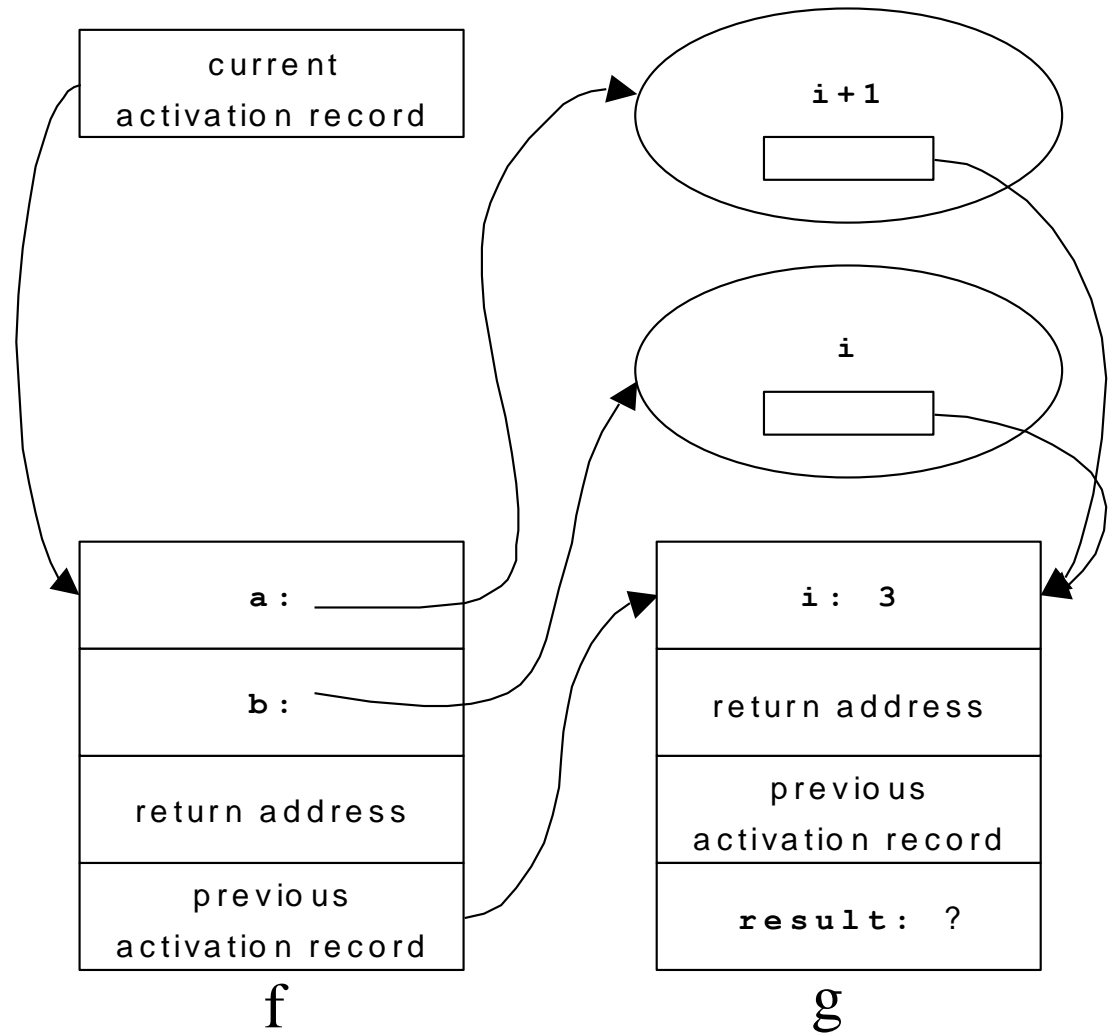 current
activation record
i+1
i
a:
b:
return address
previous
activation record
f
i: 3
return address
previous
activation record
result: ?
g